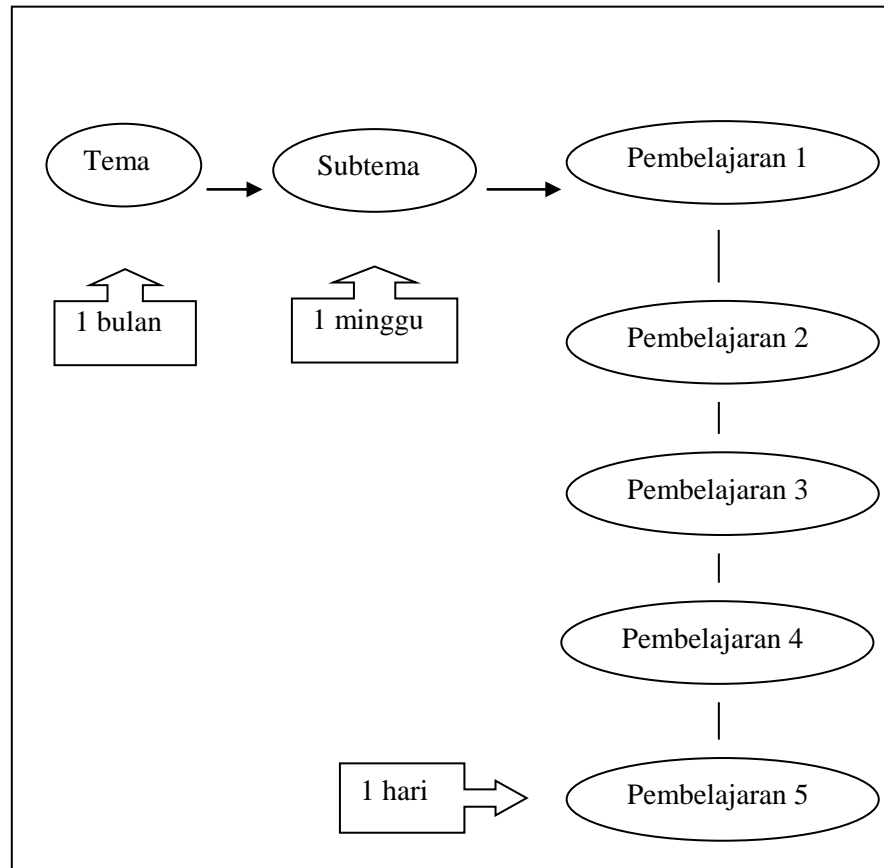 Tema
Subtema
Pembelajaran 1
1 bulan
1 minggu
Pembelajaran 2
Pembelajaran 3
Pembelajaran 4
1 hari
Pembelajaran 5